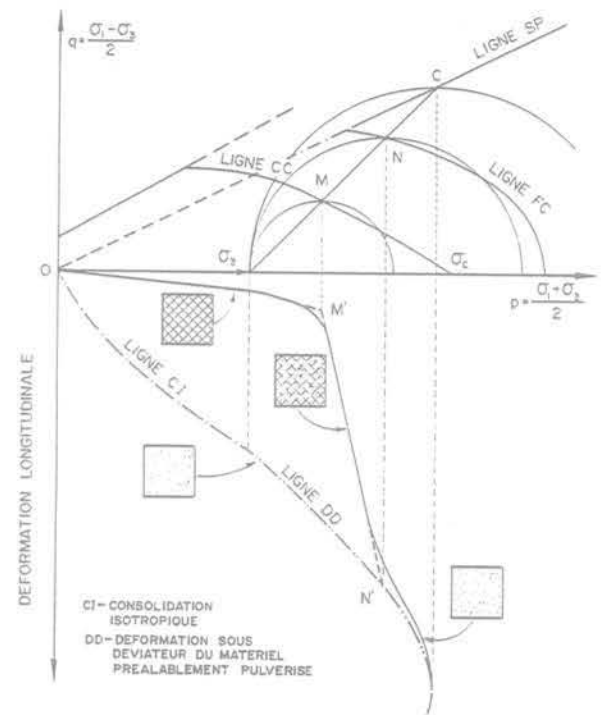 q = σ₁ - σ₃ / 2
LIGNE SP
C
LIGNE CC
N
M
LIGNE FC
O
σ₃
σc
p = σ₁ + σ₂ / 2
M'
LIGNE CI
LIGNE DD
N'
DEFORMATION LONGITUDINALE
CI - CONSOLIDATION
ISOTROPIQUE
DD - DEFORMATION SOUS
DEVIATEUR DU MATERIEL
PREALABLEMENT PULVERISE